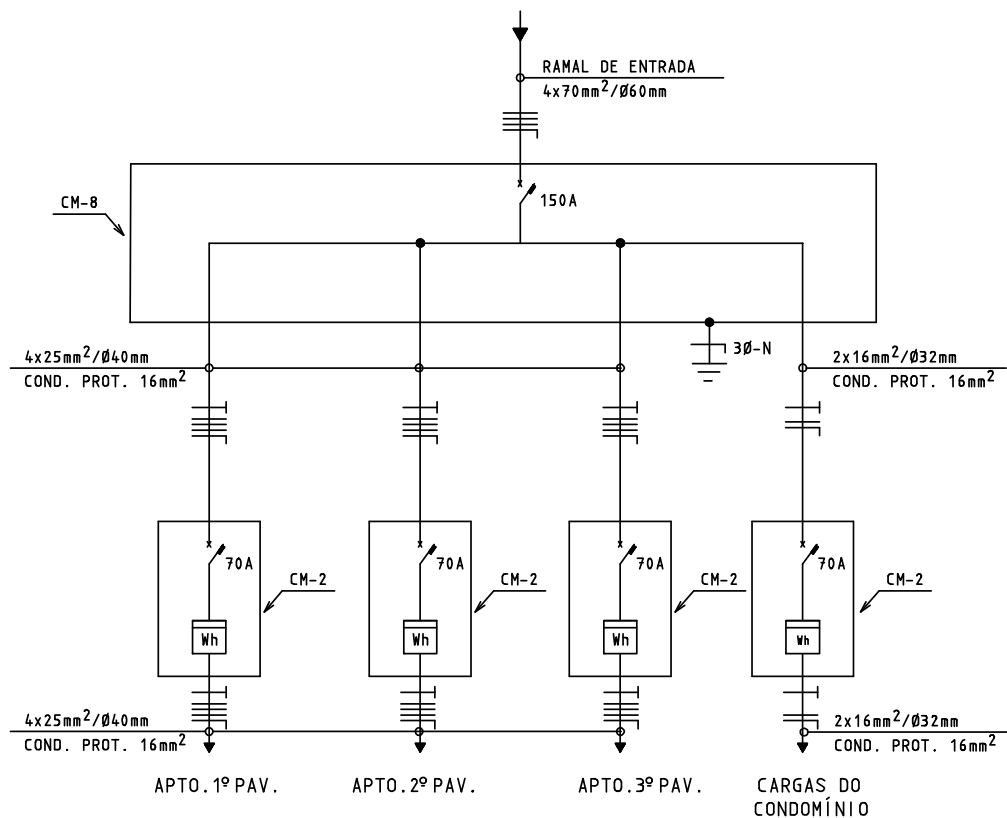 RAMAL DE ENTRADA
4x70mm²/Ø60mm
CM-8
150A
4x25mm²/Ø40mm
COND. PROT. 16mm²
3Ø-N
2x16mm²/Ø32mm
COND. PROT. 16mm²
70A
CM-2
Wh
70A
CM-2
Wh
70A
CM-2
Wh
70A
CM-2
Wh
4x25mm²/Ø40mm
COND. PROT. 16mm²
2x16mm²/Ø32mm
COND. PROT. 16mm²
APTO.1º PAV.
APTO.2º PAV.
APTO.3º PAV.
CARGAS DO
CONDOMÍNIO